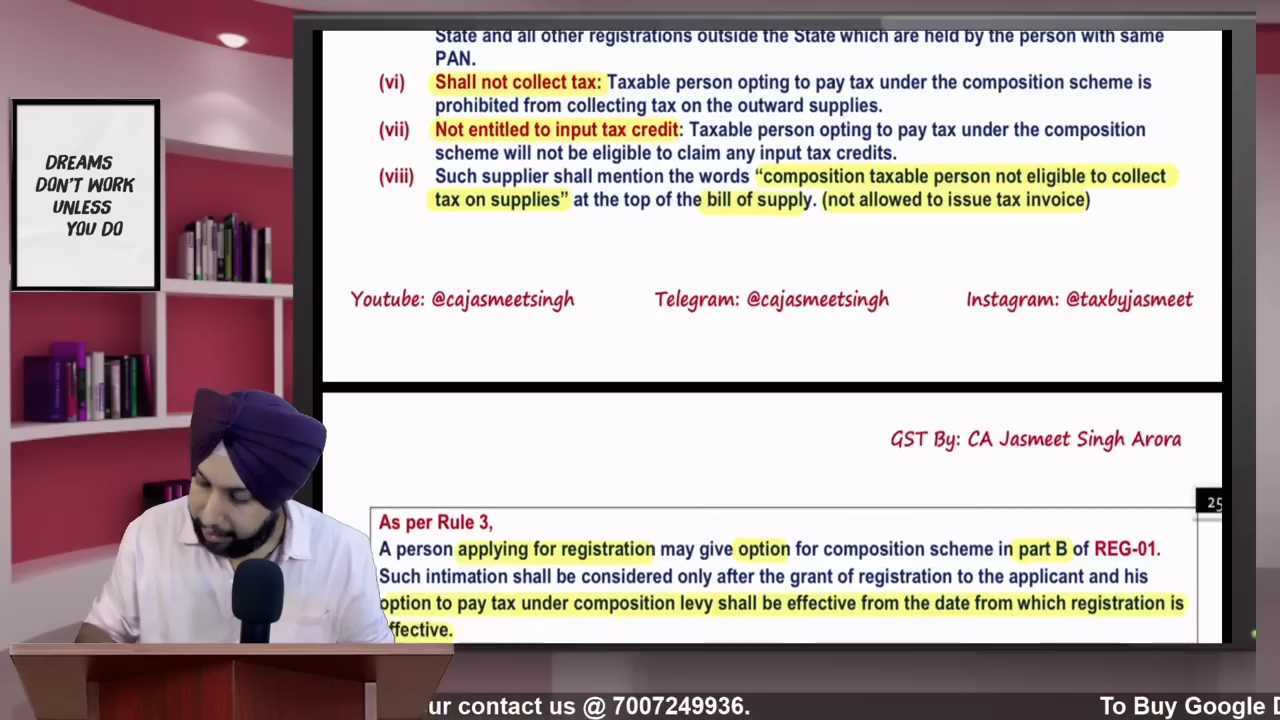 DREAMS
DON'T WORK
UNLESS
YOU DO
State and all other registrations outside the State which are held by the person with same
PAN.
(vi) Shall not collect tax: Taxable person opting to pay tax under the composition scheme is
prohibited from collecting tax on the outward supplies.
(vii) Not entitled to input tax credit: Taxable person opting to pay tax under the composition
scheme will not be eligible to claim any input tax credits.
(viii) Such supplier shall mention the words “composition taxable person not eligible to collect
tax on supplies” at the top of the bill of supply. (not allowed to issue tax invoice)
Youtube: @cajasmeetsingh Telegram: @cajasmeetsingh Instagram: @taxbyjasmeet
GST By: CA Jasmeet Singh Arora
25
As per Rule 3,
A person applying for registration may give option for composition scheme in part B of REG-01.
Such intimation shall be considered only after the grant of registration to the applicant and his
option to pay tax under composition levy shall be effective from the date from which registration is
ffective.
ur contact us @ 7007249936. To Buy Google D